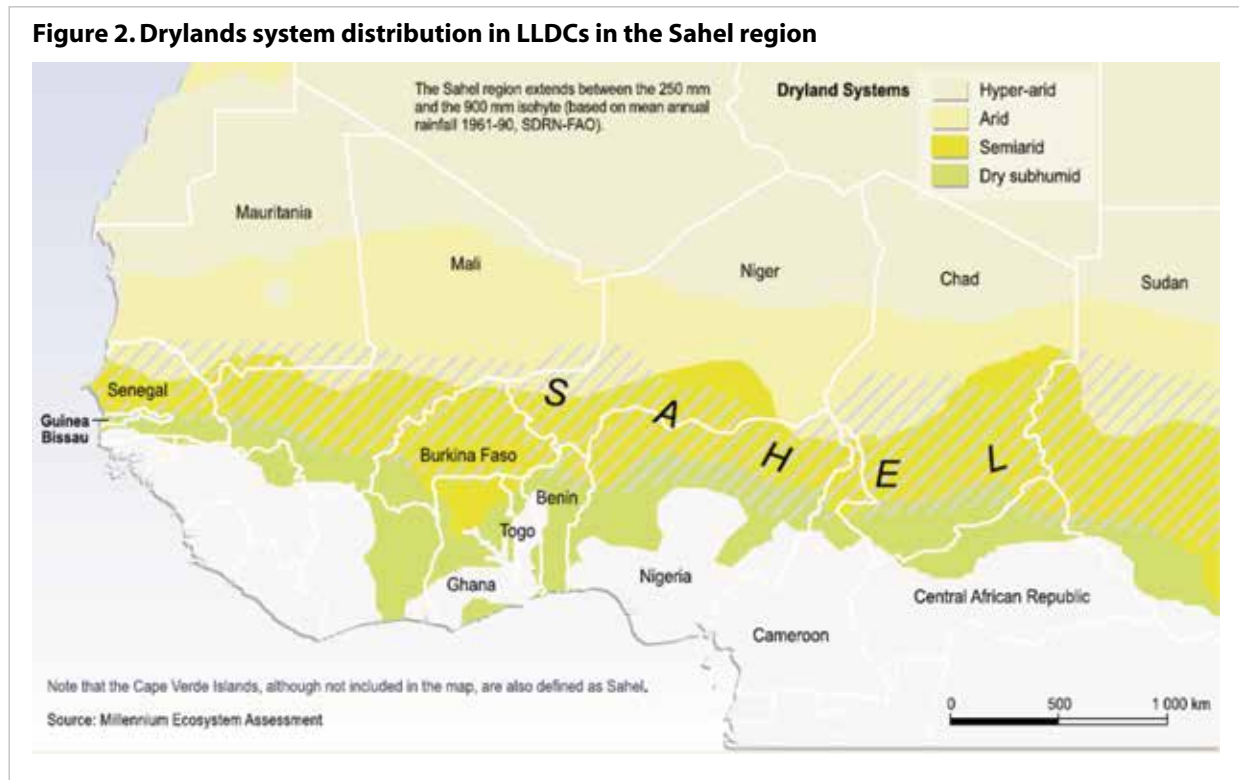 Figure 2. Drylands system distribution in LLDCs in the Sahel region
The Sahel region extends between the 250 mm
and the 900 mm isohyte (based on mean annual
rainfall 1961-90, SDRN-FAO).
Dryland Systems
Hyper-arid
Arid
Semiarid
Dry subhumid
Mauritania
Mali
Niger
Chad
Sudan
Senegal
Guinea
Bissau
Burkina Faso
Benin
Togo
Ghana
Nigeria
Cameroon
Central African Republic
S A H E L
Note that the Cape Verde Islands, although not included in the map, are also defined as Sahel.
Source: Millennium Ecosystem Assessment
0 500 1 000 km